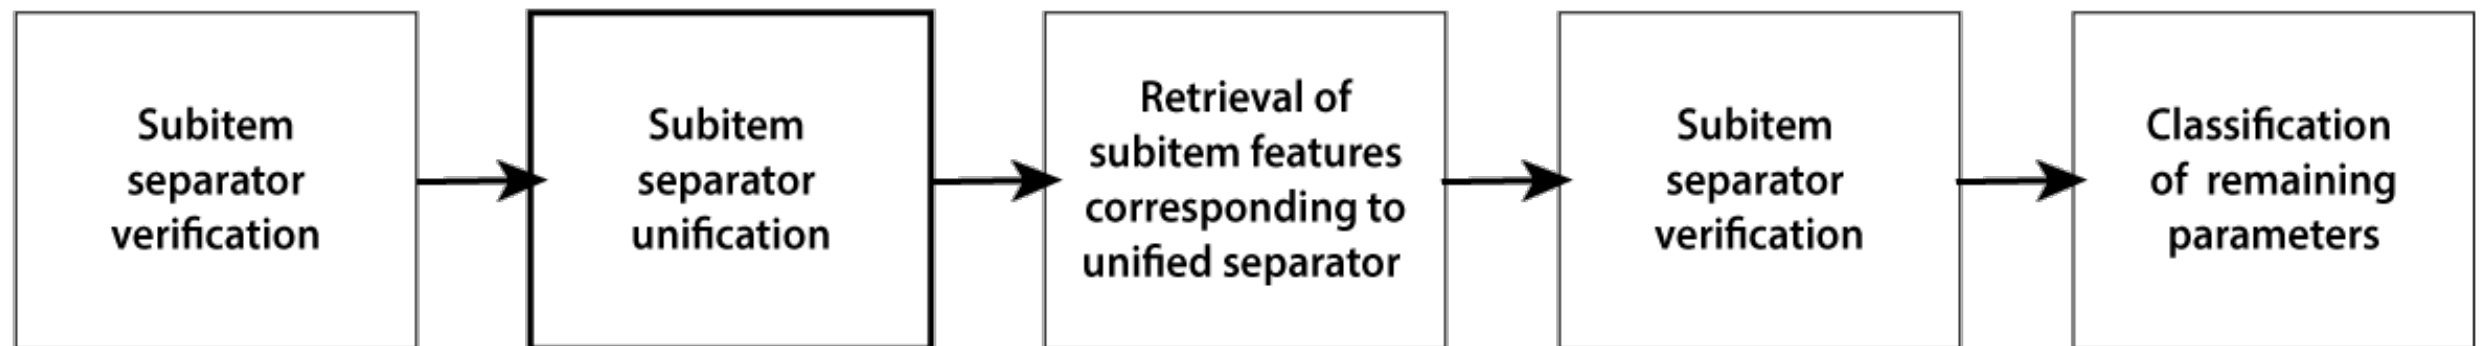 Subitem
separator
verification
Subitem
separator
unification
Retrieval of
subitem features
corresponding to
unified separator
Subitem
separator
verification
Classification
of remaining
parameters